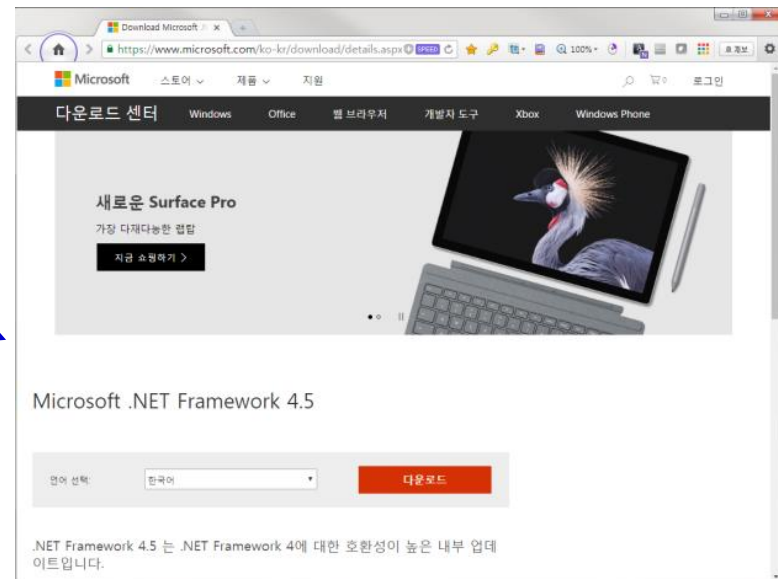 Download Microsoft
https://www.microsoft.com/ko-kr/download/details.aspx
SPEED
100%
Microsoft 스토어 제품 지원 0 로그인
다운로드 센터 Windows Office 웹 브라우저 개발자 도구 Xbox Windows Phone
새로운 Surface Pro
가장 다재다능한 랩탑
지금 쇼핑하기 >
Microsoft .NET Framework 4.5
언어 선택: 한국어 다운로드
.NET Framework 4.5 는 .NET Framework 4에 대한 호환성이 높은 내부 업데
이트입니다.